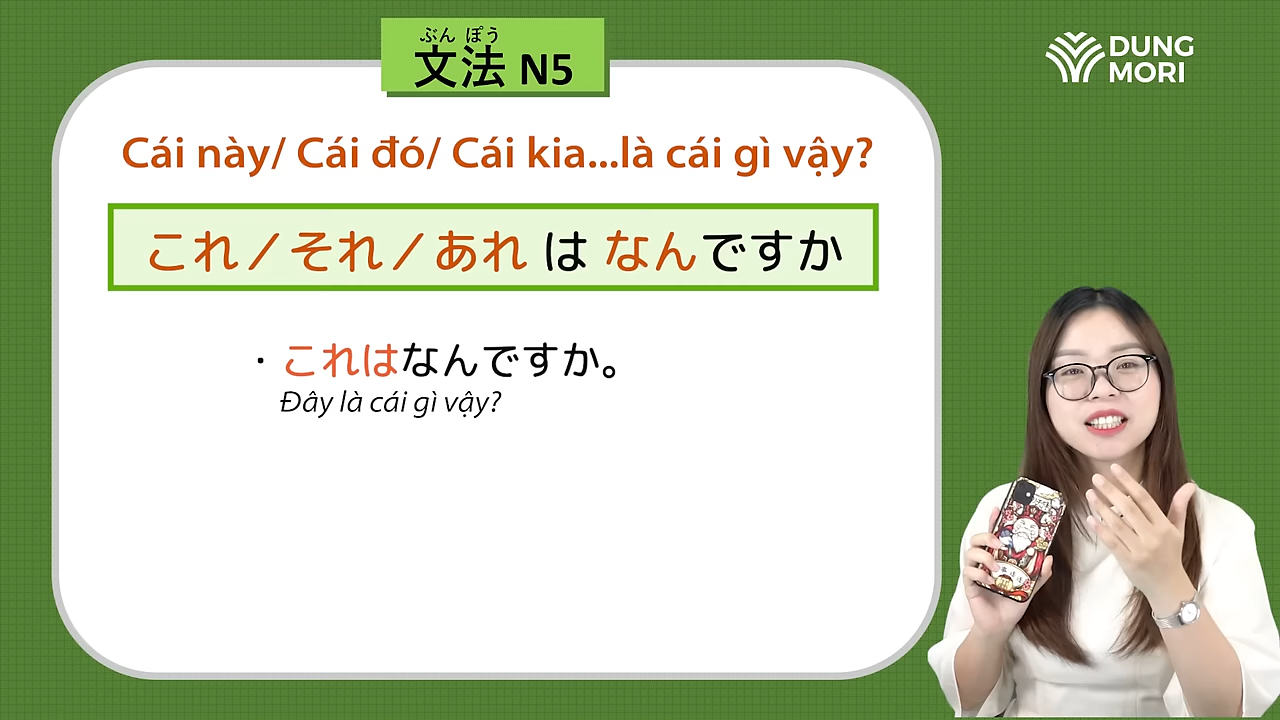 ぶん ぽう
文法 N5
DUNG
MORI
Cái này/ Cái đó/ Cái kia...là cái gì vậy?
これ／それ／あれ は なんですか
・これはなんですか。
Đây là cái gì vậy?